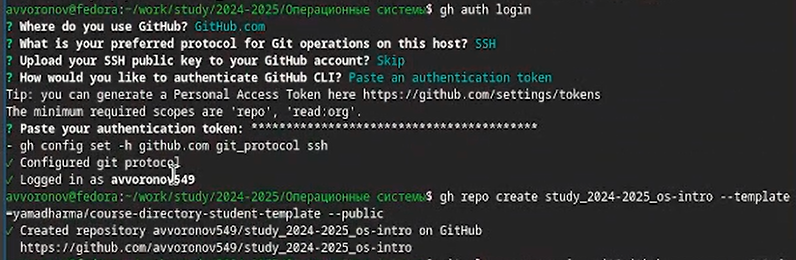 avvoronov@fedora:~/work/study/2024-2025/Операционные системы$ gh auth login
? Where do you use GitHub? GitHub.com
? What is your preferred protocol for Git operations on this host? SSH
? Upload your SSH public key to your GitHub account? Skip
? How would you like to authenticate GitHub CLI? Paste an authentication token
Tip: you can generate a Personal Access Token here https://github.com/settings/tokens
The minimum required scopes are 'repo', 'read:org'.
? Paste your authentication token: ****************************************
- gh config set -h github.com git_protocol ssh
✓ Configured git protocol
✓ Logged in as avvoronov549
avvoronov@fedora:~/work/study/2024-2025/Операционные системы$ gh repo create study_2024-2025_os-intro --template
=yamadharma/course-directory-student-template --public
✓ Created repository avvoronov549/study_2024-2025_os-intro on GitHub
https://github.com/avvoronov549/study_2024-2025_os-intro